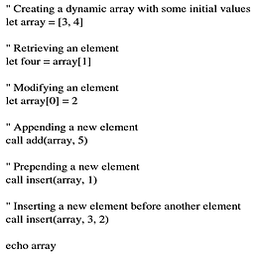 " Creating a dynamic array with some initial values
let array = [3, 4]
" Retrieving an element
let four = array[1]
" Modifying an element
let array[0] = 2
" Appending a new element
call add(array, 5)
" Prepending a new element
call insert(array, 1)
" Inserting a new element before another element
call insert(array, 3, 2)
echo array